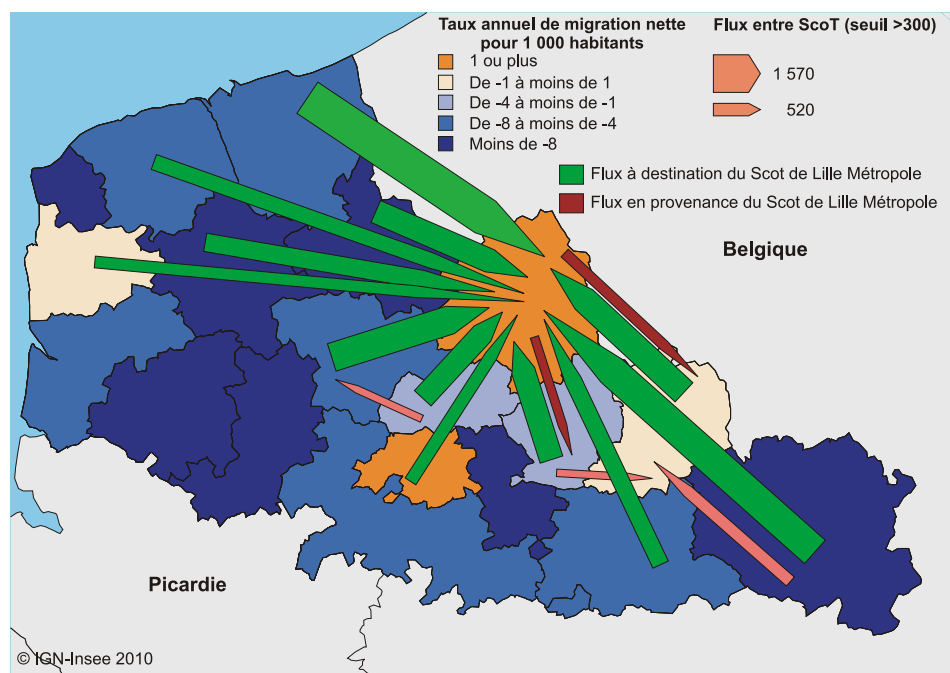 Taux annuel de migration nette
pour 1 000 habitants
1 ou plus
De -1 à moins de 1
De -4 à moins de -1
De -8 à moins de -4
Moins de -8
Flux entre ScoT (seuil >300)
1 570
520
Flux à destination du Scot de Lille Métropole
Flux en provenance du Scot de Lille Métropole
Belgique
Picardie
© IGN-Insee 2010